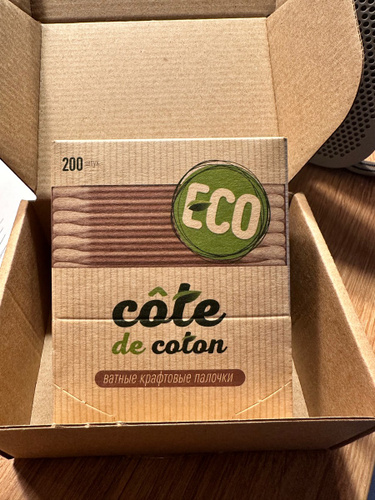 200 штук
ECO
côte
de coton
ватные крафтовые палочки